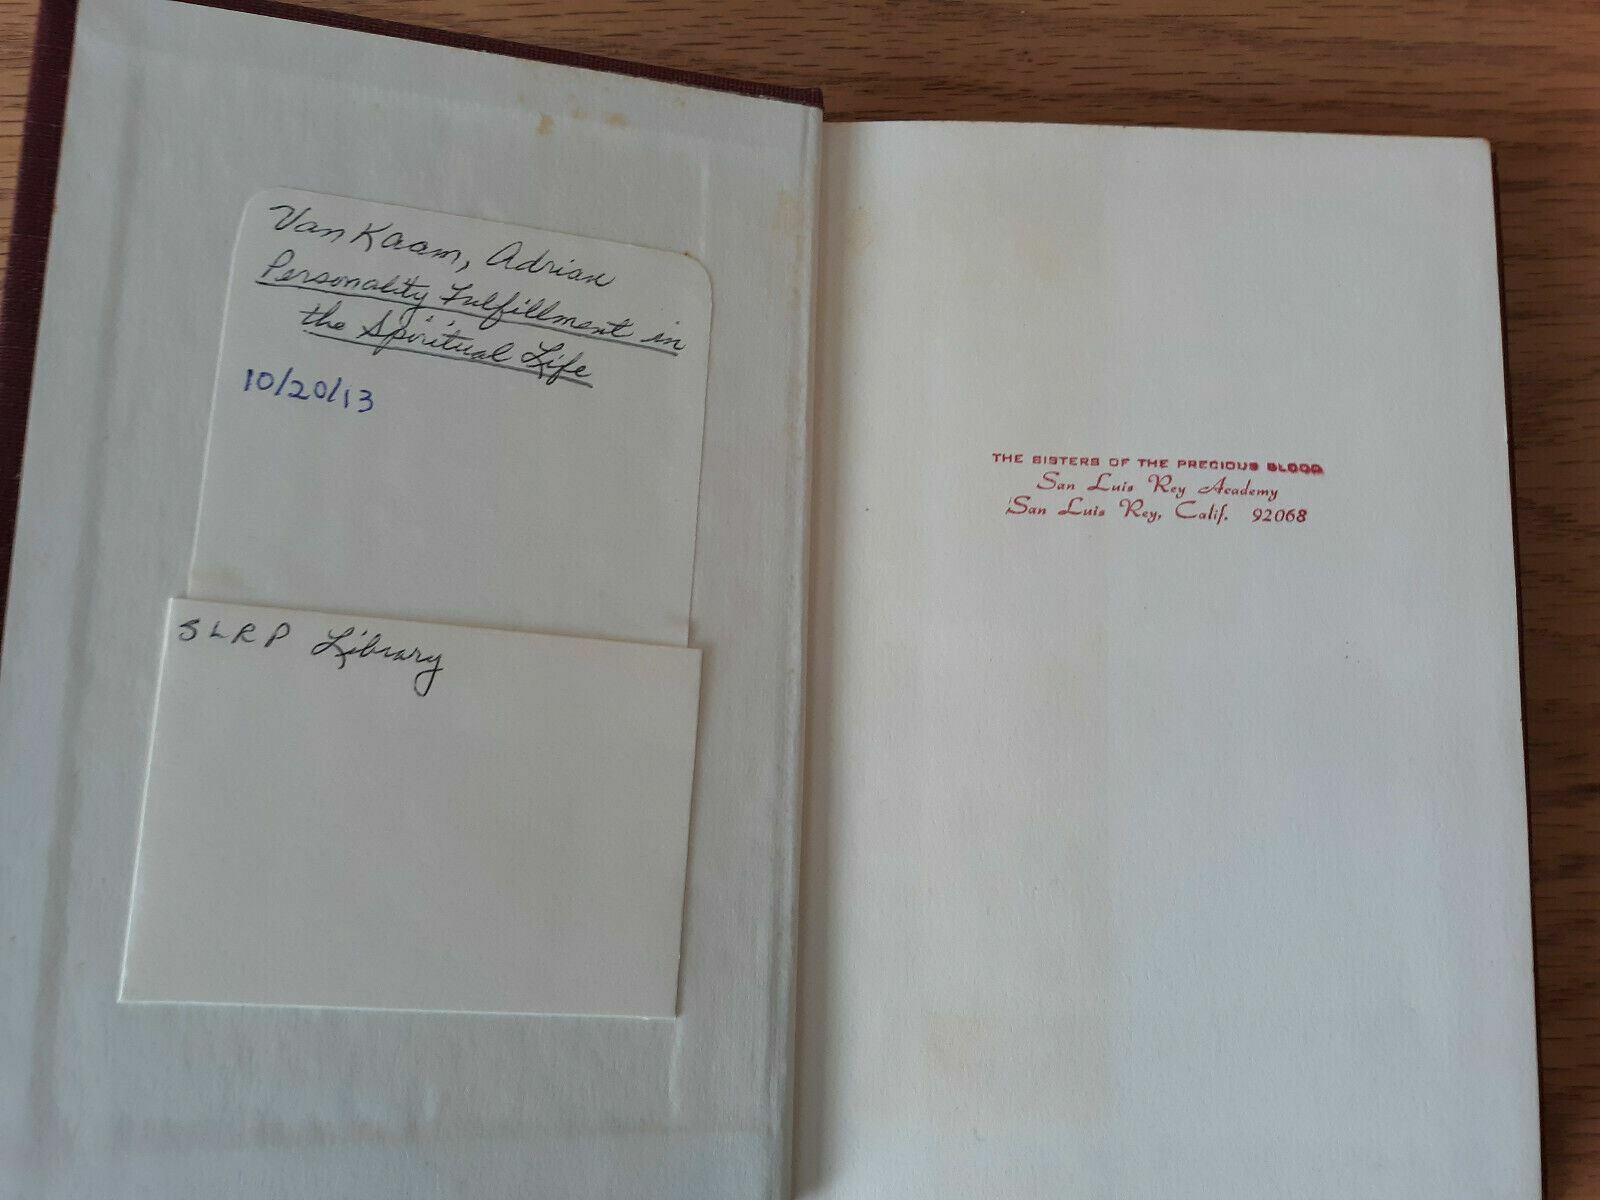 Van Kaam, Adrian
Personality Fulfillment in
the Spiritual Life
10/20/13
SLRP Library
THE SISTERS OF THE PRECIOUS BLOOD
San Luis Rey Academy
San Luis Rey, Calif. 92068